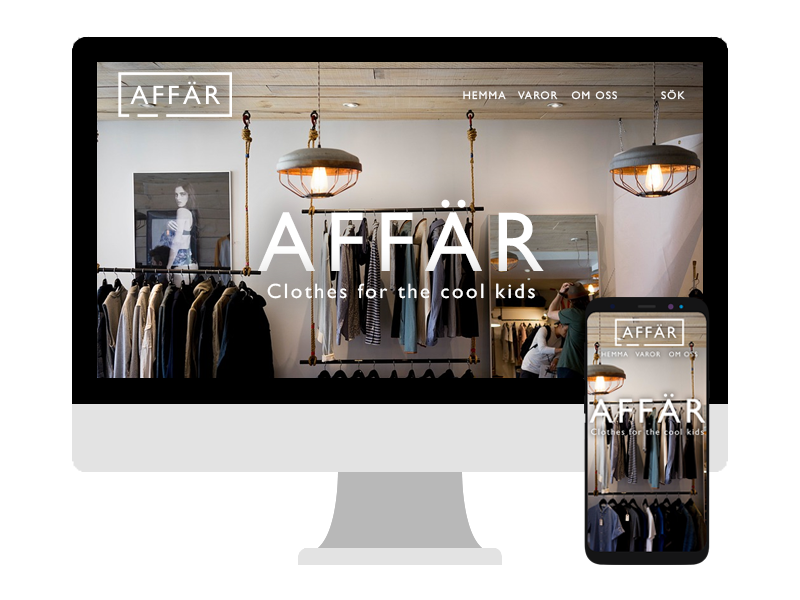 AFFÄR
HEMMA VAROR OM OSS SÖK
AFFÄR
Clothes for the cool kids
AFFÄR
HEMMA VAROR OM OSS
AFFÄR
Clothes for the cool kids